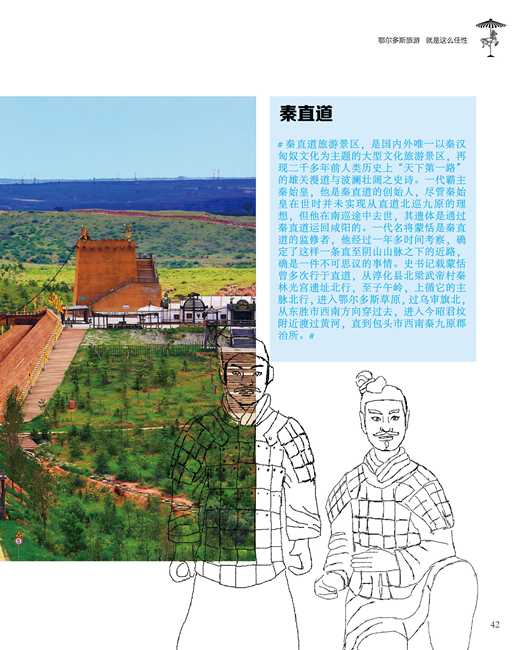 鄂尔多斯旅游 就是这么任性
秦直道
#秦直道旅游景区，是国内外唯一以秦汉
匈奴文化为主题的大型文化旅游景区，再
现二千多年前人类历史上“天下第一路”
的雄关漫道与波澜壮阔之史诗。一代霸主
秦始皇，他是秦直道的创始人，尽管秦始
皇在世时并未实现从直道北巡九原的理
想，但他在南巡途中去世，其遗体是通过
秦直道运回咸阳的。一代名将蒙恬是秦直
道的监修者，他经过一年多时间考察，确
定了这样一条直至阴山山脉之下的近路，
确是一件不可思议的事情。史书记载蒙恬
曾多次行于直道，从淳化县北梁武帝村秦
林光宫遗址北行，至子午岭，上循它的主
脉北行，进入鄂尔多斯草原，过乌审旗北，
从东胜市西南方向穿过去，进入今昭君坟
附近渡过黄河，直到包头市西南秦九原郡
治所。#
42